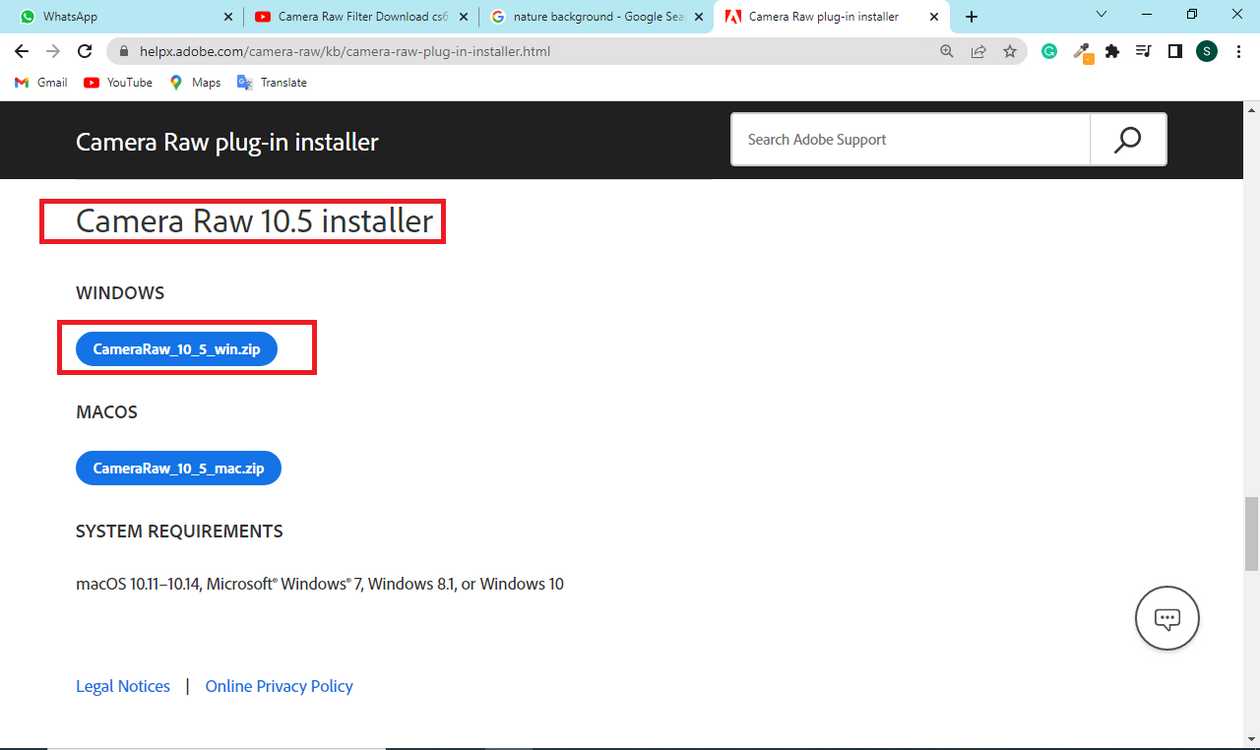 WhatsApp
Camera Raw Filter Download cs6
nature background - Google Sea
Camera Raw plug-in installer
helpx.adobe.com/camera-raw/kb/camera-raw-plug-in-installer.html
S
Gmail
YouTube
Maps
Translate
Camera Raw plug-in installer
Search Adobe Support
Camera Raw 10.5 installer
WINDOWS
CameraRaw_10_5_win.zip
MACOS
CameraRaw_10_5_mac.zip
SYSTEM REQUIREMENTS
macOS 10.11–10.14, Microsoft® Windows® 7, Windows 8.1, or Windows 10
Legal Notices | Online Privacy Policy